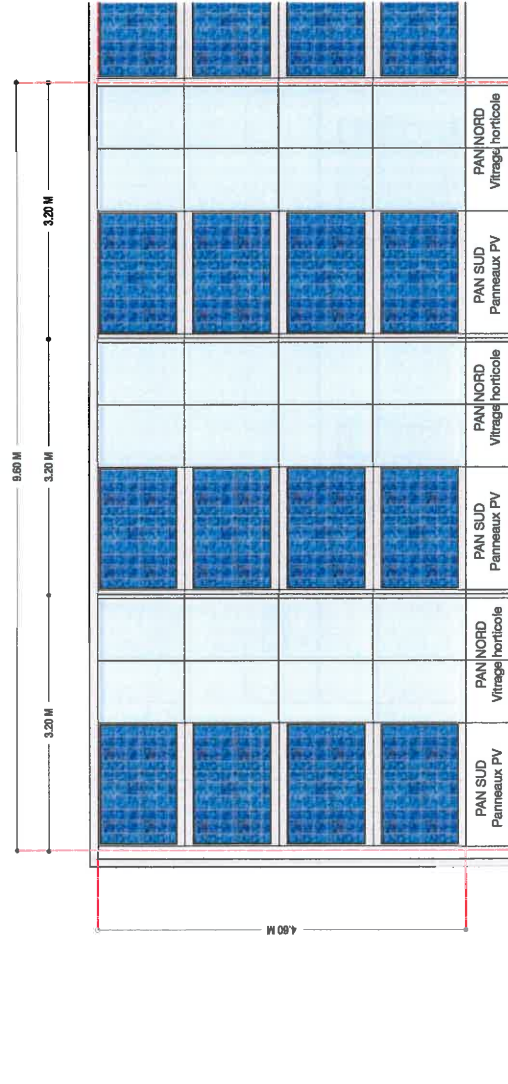 9.60 M
3.20 M
3.20 M
3.20 M
PAN SUD
Panneaux PV
PAN NORD
Vitrage horticole
PAN SUD
Panneaux PV
PAN NORD
Vitrage horticole
PAN SUD
Panneaux PV
PAN NORD
Vitrage horticole
4.60 M